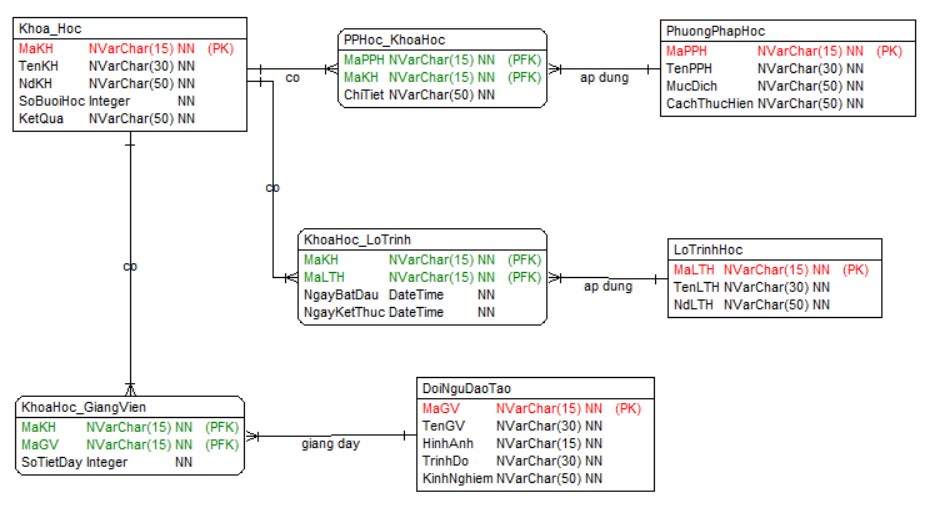 Khoa_Hoc
MaKH NVarChar(15) NN (PK)
TenKH NVarChar(30) NN
NdKH NVarChar(50) NN
SoBuoiHoc Integer NN
KetQua NVarChar(50) NN
co
PPHoc_KhoaHoc
MaPPH NVarChar(15) NN (PFK)
MaKH NVarChar(15) NN (PFK)
ChiTiet NVarChar(50) NN
ap dung
PhuongPhapHoc
MaPPH NVarChar(15) NN (PK)
TenPPH NVarChar(30) NN
MucDich NVarChar(50) NN
CachThucHien NVarChar(50) NN
co
KhoaHoc_LoTrinh
MaKH NVarChar(15) NN (PFK)
MaLTH NVarChar(15) NN (PFK)
NgayBatDau DateTime NN
NgayKetThuc DateTime NN
ap dung
LoTrinhHoc
MaLTH NVarChar(15) NN (PK)
TenLTH NVarChar(30) NN
NdLTH NVarChar(50) NN
co
KhoaHoc_GiangVien
MaKH NVarChar(15) NN (PFK)
MaGV NVarChar(15) NN (PFK)
SoTietDay Integer NN
giang day
DoiNguDaoTao
MaGV NVarChar(15) NN (PK)
TenGV NVarChar(30) NN
HinhAnh NVarChar(15) NN
TrinhDo NVarChar(30) NN
KinhNghiem NVarChar(50) NN